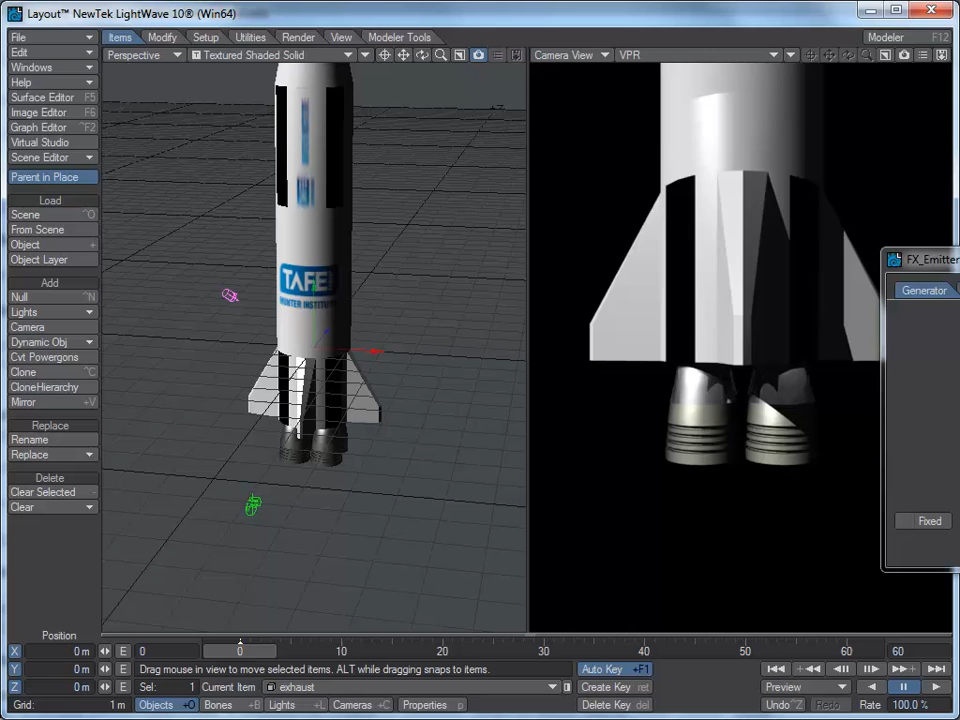 Layout™ NewTek LightWave 10® (Win64)
File
Items
Modify
Setup
Utilities
Render
View
Modeler Tools
Modeler
F12
Edit
Perspective
Textured Shaded Solid
Camera View
VPR
Windows
Help
Surface Editor F5
Image Editor F6
Graph Editor ^F2
Virtual Studio
Scene Editor
Parent in Place
Load
Scene ^O
From Scene
Object +
Object Layer
Add
Null ^N
Lights
Camera
Dynamic Obj
Cvt Powergons
Clone ^C
CloneHierarchy
Mirror +V
Replace
Rename
Replace
Delete
Clear Selected -
Clear
TAFE
HUNTER INSTITUTE
FX_Emitter
Generator
Fixed
Position
X 0 m E 0 0 10 20 30 40 50 60 60
Y 0 m E Drag mouse in view to move selected items. ALT while dragging snaps to items. Auto Key +F1
Z 0 m E Sel: 1 Current Item exhaust Create Key ret Preview
Grid: 1 m Objects +O Bones +B Lights +L Cameras +C Properties p Delete Key del Undo ^Z Redo Rate 100.0 %